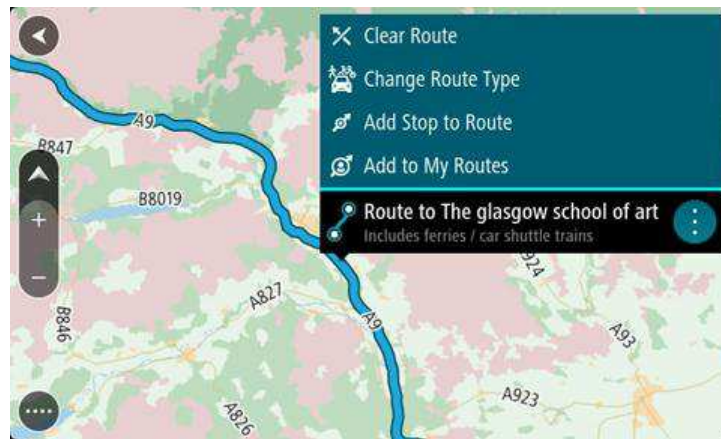 Clear Route
Change Route Type
Add Stop to Route
Add to My Routes
Route to The glasgow school of art
Includes ferries / car shuttle trains
A9
B847
B8019
A827
A9
B846
A826
A924
A93
A923